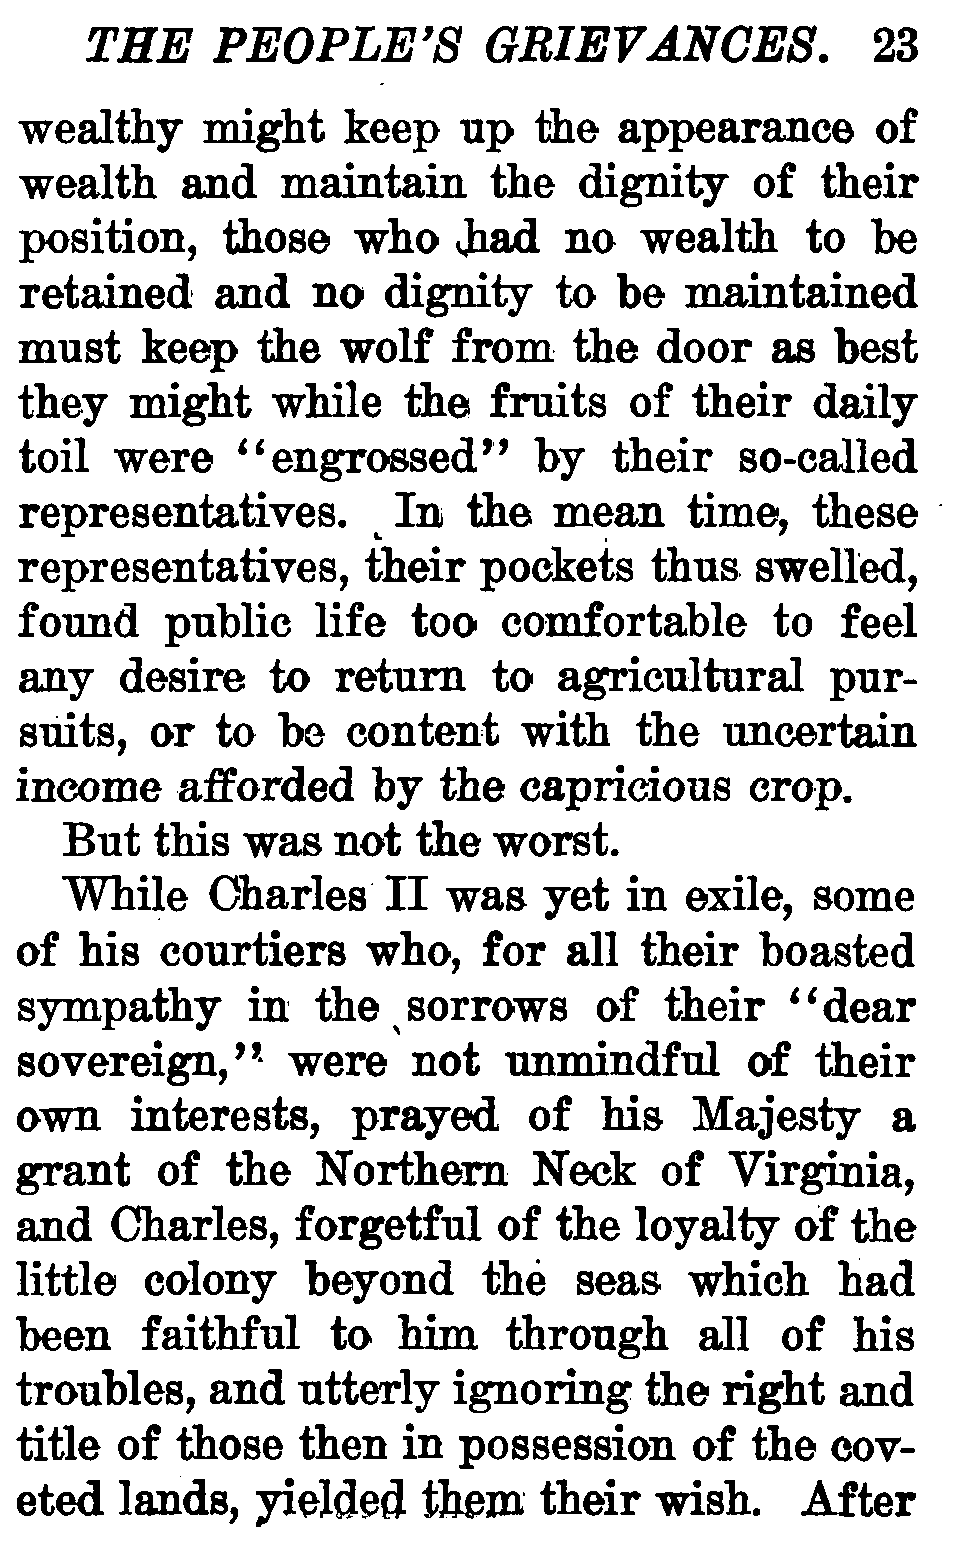 THE PEOPLE'S GRIEVANCES. 23
wealthy might keep up the appearance of
wealth and maintain the dignity of their
position, those who had no wealth to be
retained and no dignity to be maintained
must keep the wolf from the door as best
they might while the fruits of their daily
toil were "engrossed" by their so-called
representatives. In the mean time, these
representatives, their pockets thus swelled,
found public life too comfortable to feel
any desire to return to agricultural pur-
suits, or to be content with the uncertain
income afforded by the capricious crop.
But this was not the worst.
While Charles II was yet in exile, some
of his courtiers who, for all their boasted
sympathy in the sorrows of their "dear
sovereign," were not unmindful of their
own interests, prayed of his Majesty a
grant of the Northern Neck of Virginia,
and Charles, forgetful of the loyalty of the
little colony beyond the seas which had
been faithful to him through all of his
troubles, and utterly ignoring the right and
title of those then in possession of the cov-
eted lands, yielded them their wish. After